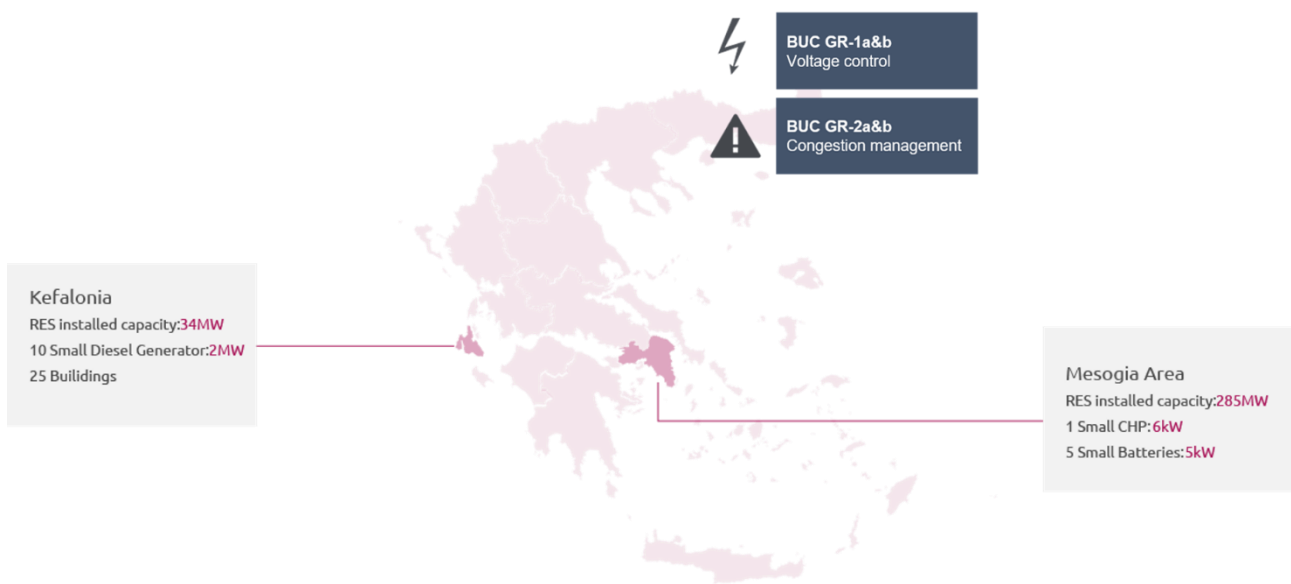 BUC GR-1a&b
Voltage control
BUC GR-2a&b
Congestion management
Kefalonia
RES installed capacity:34MW
10 Small Diesel Generator:2MW
25 Builidings
Mesogia Area
RES installed capacity:285MW
1 Small CHP:6kW
5 Small Batteries:5kW